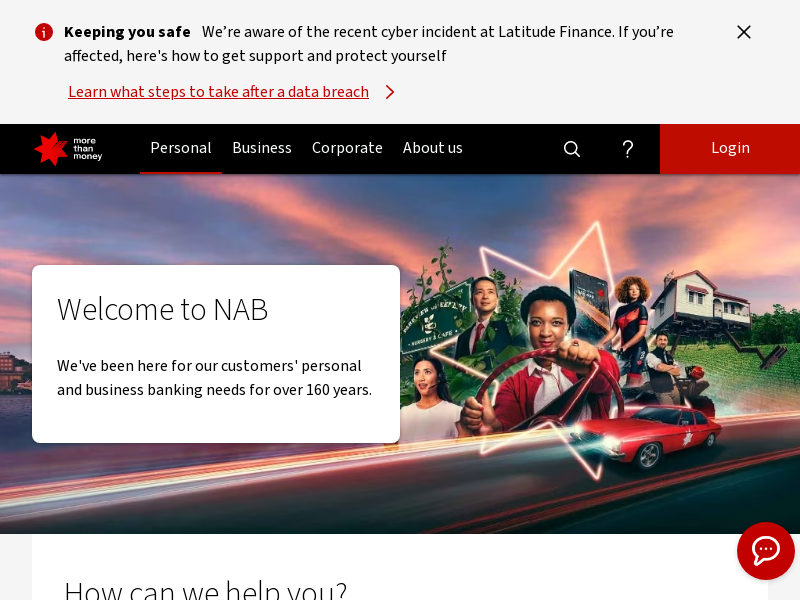 Keeping you safe We’re aware of the recent cyber incident at Latitude Finance. If you’re
affected, here's how to get support and protect yourself
Learn what steps to take after a data breach
more
than
money
Personal Business Corporate About us ? Login
Welcome to NAB
We've been here for our customers' personal
and business banking needs for over 160 years.
How can we help you?